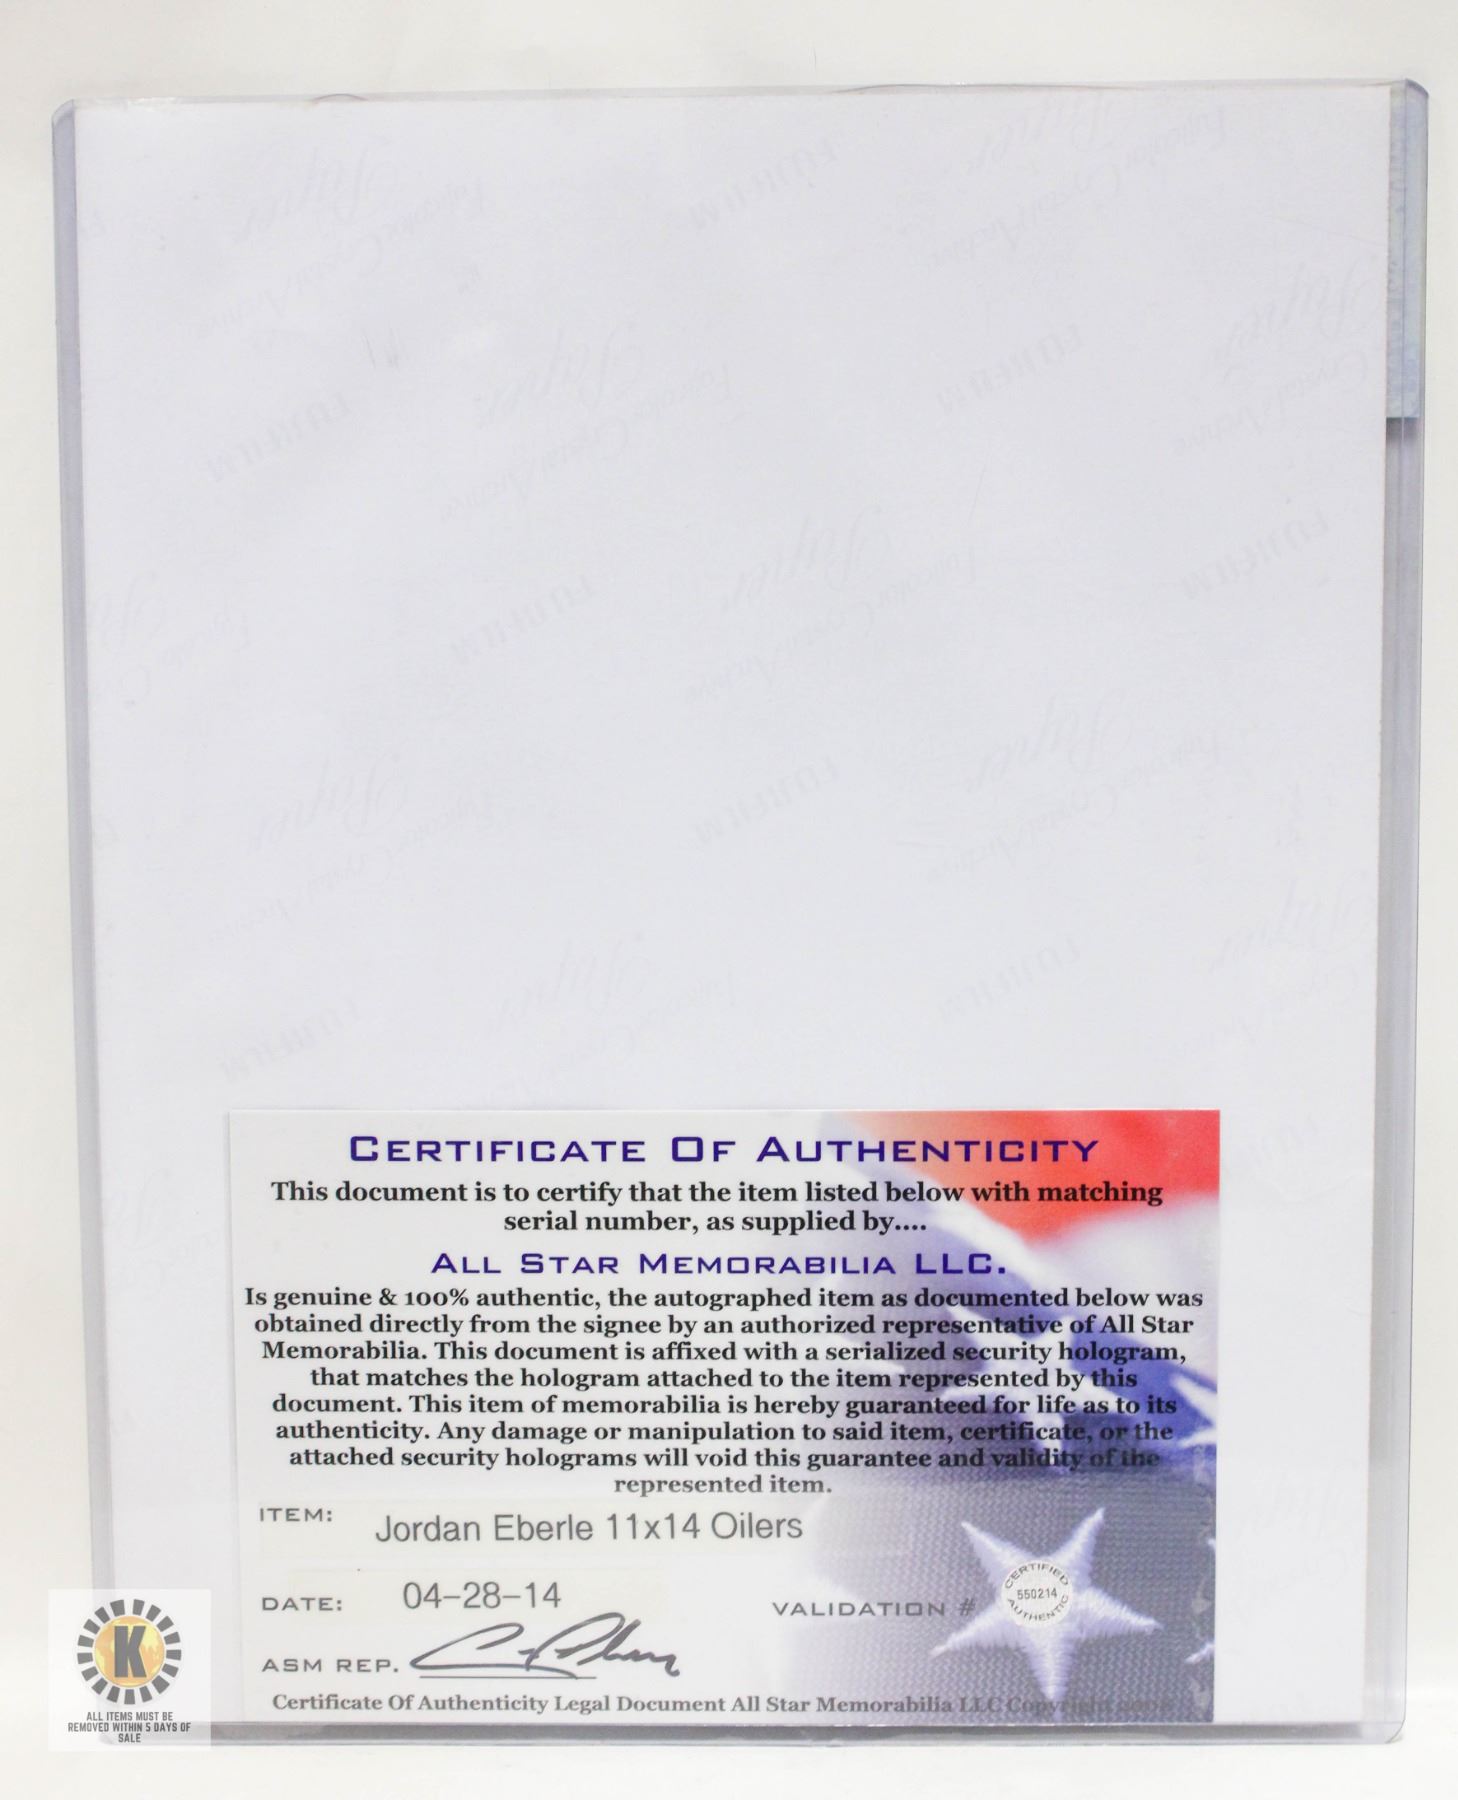 FUJIFILM
Fujicolor Crystal Archive
Paper
CERTIFICATE OF AUTHENTICITY
This document is to certify that the item listed below with matching
serial number, as supplied by....
ALL STAR MEMORABILIA LLC.
Is genuine & 100% authentic, the autographed item as documented below was
obtained directly from the signee by an authorized representative of All Star
Memorabilia. This document is affixed with a serialized security hologram,
that matches the hologram attached to the item represented by this
document. This item of memorabilia is hereby guaranteed for life as to its
authenticity. Any damage or manipulation to said item, certificate, or the
attached security holograms will void this guarantee and validity of the
represented item.
ITEM: Jordan Eberle 11x14 Oilers
DATE: 04-28-14
VALIDATION #
CERTIFIED
550214
AUTHENTIC
ASM REP.
Certificate Of Authenticity Legal Document All Star Memorabilia LLC Copyright
K
ALL ITEMS MUST BE
REMOVED WITHIN 5 DAYS OF
SALE